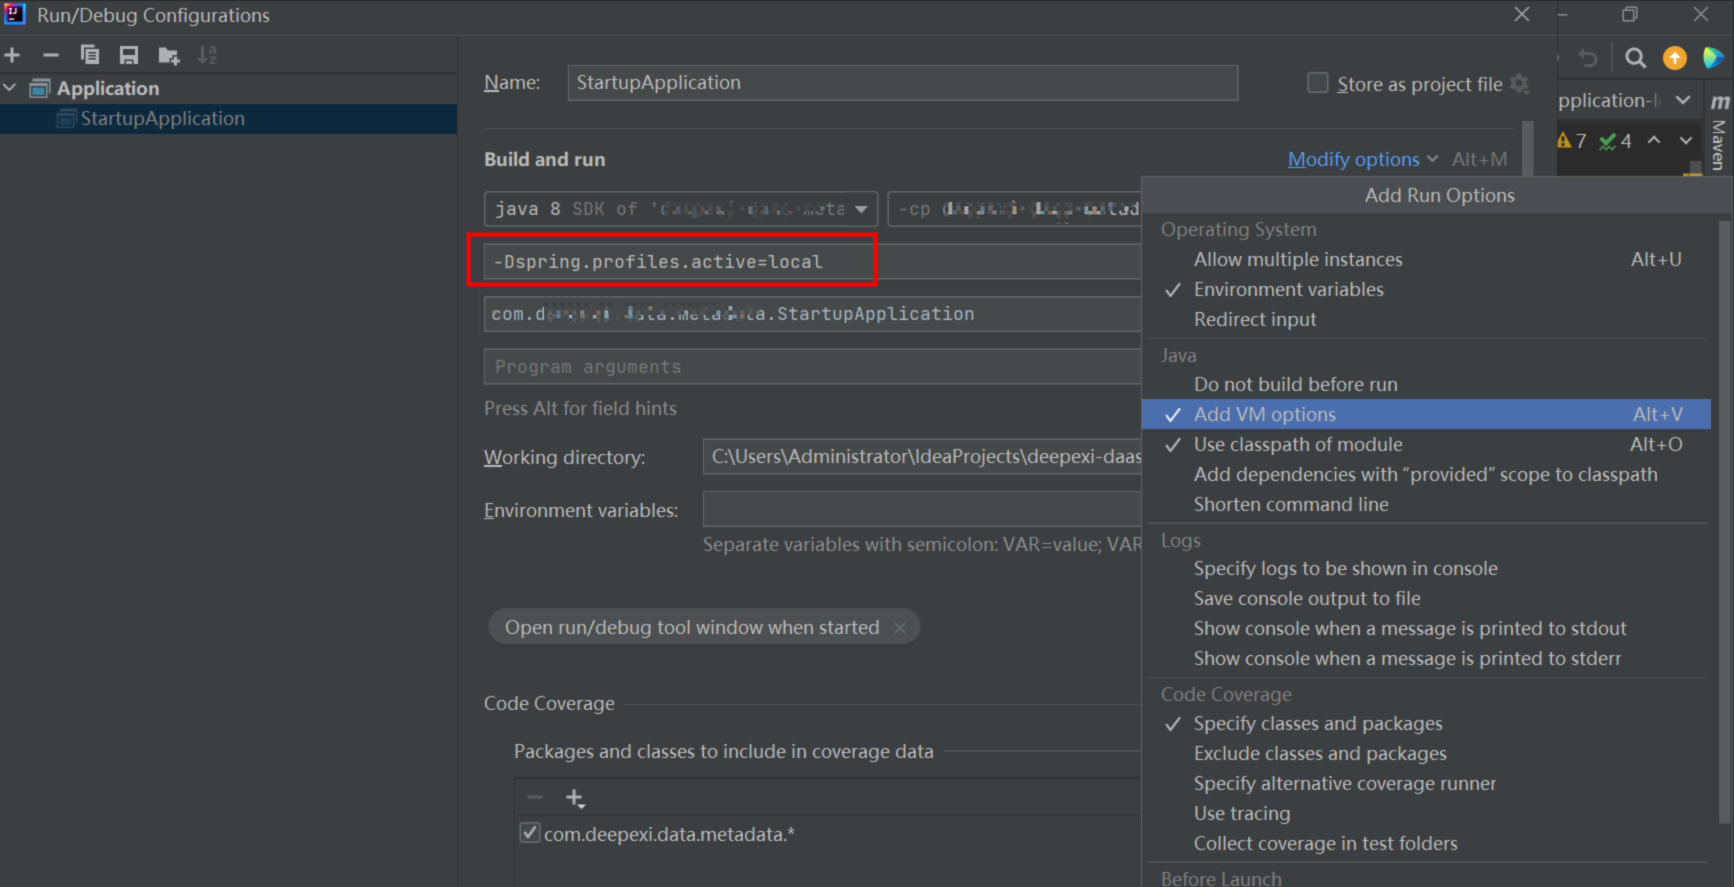 Run/Debug Configurations
Application
StartupApplication
Name:
StartupApplication
Store as project file
Build and run
Modify options
Alt+M
java 8 SDK of
-cp
-Dspring.profiles.active=local
.StartupApplication
Program arguments
Press Alt for field hints
Working directory:
C:\Users\Administrator\IdeaProjects\deepexi-daas
Environment variables:
Separate variables with semicolon: VAR=value; VAR
Open run/debug tool window when started
Code Coverage
Packages and classes to include in coverage data
com.deepexi.data.metadata.*
pplication-l
7
4
m
Maven
Add Run Options
Operating System
Allow multiple instances Alt+U
Environment variables
Redirect input
Java
Do not build before run
Add VM options Alt+V
Use classpath of module Alt+O
Add dependencies with “provided” scope to classpath
Shorten command line
Logs
Specify logs to be shown in console
Save console output to file
Show console when a message is printed to stdout
Show console when a message is printed to stderr
Code Coverage
Specify classes and packages
Exclude classes and packages
Specify alternative coverage runner
Use tracing
Collect coverage in test folders
Before Launch